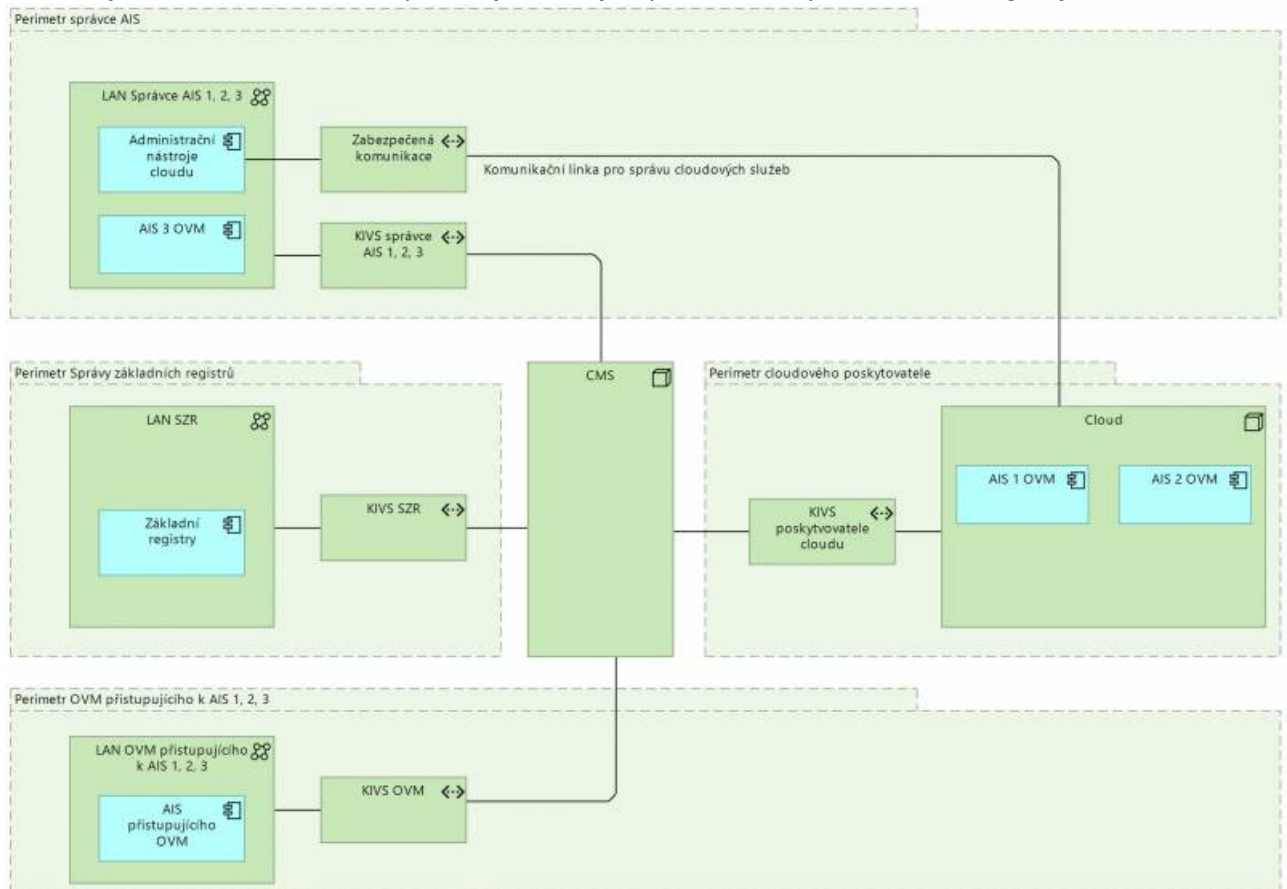 Perimetr správce AIS
LAN Správce AIS 1, 2, 3
Administrační
nástroje
cloudu
Zabezpečená
komunikace
Komunikační linka pro správu cloudových služeb
AIS 3 OVM
KIVS správce
AIS 1, 2, 3
Perimetr Správy základních registrů
LAN SZR
Základní
registry
KIVS SZR
CMS
Perimetr cloudového poskytovatele
KIVS
poskytvovatele
cloudu
Cloud
AIS 1 OVM
AIS 2 OVM
Perimetr OVM přistupujícího k AIS 1, 2, 3
LAN OVM přistupujícího
k AIS 1, 2, 3
AIS
přistupujícího
OVM
KIVS OVM